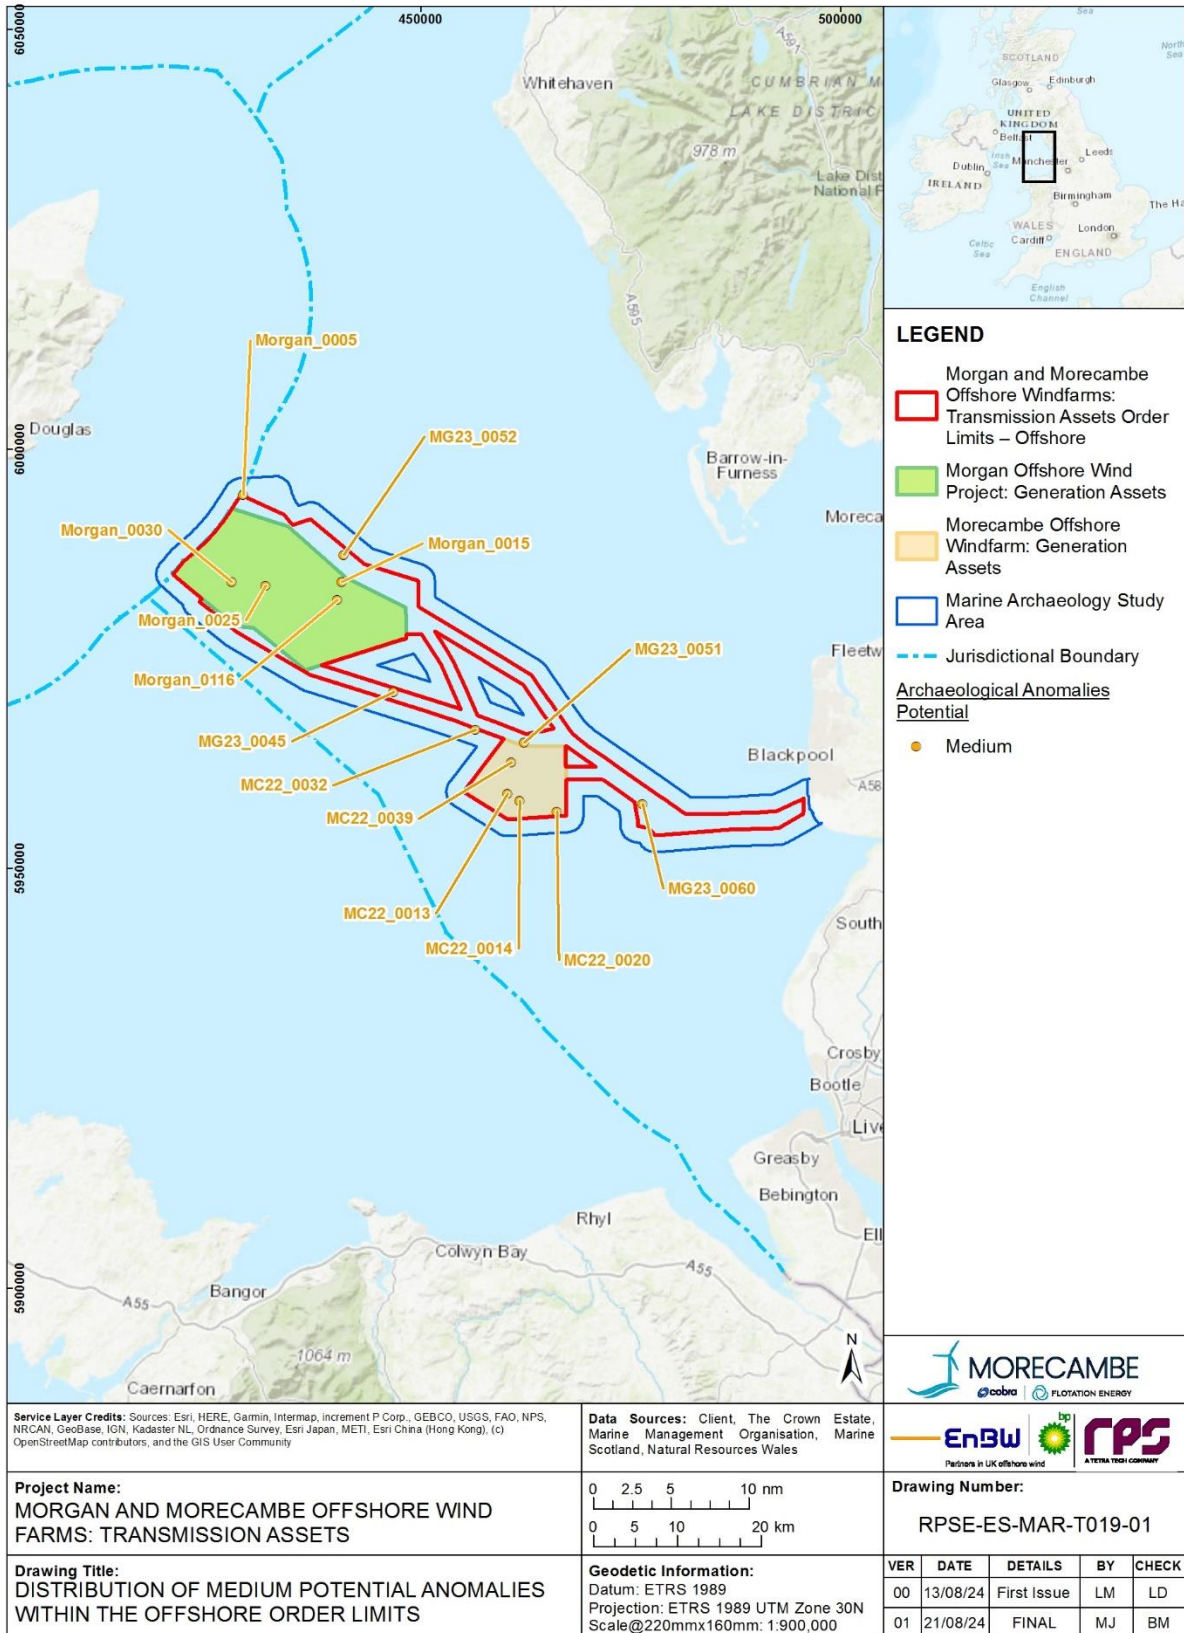 450000
500000
6050000
6000000
5950000
5900000
Whitehaven
CUMBRIAN M
LAKE DISTRIC
978 m
Lake Dist
National F
A591
A595
Douglas
Barrow-in-
Furness
Moreca
Fleetw
Blackpool
A58
South
Crosby
Bootle
Live
Greasby
Bebington
Ell
Rhyl
Colwyn Bay
A55
Bangor
A55
1064 m
Caernarfon
N
Morgan_0005
MG23_0052
Morgan_0030
Morgan_0015
Morgan_0025
Morgan_0116
MG23_0051
MG23_0045
MC22_0032
MC22_0039
MG23_0060
MC22_0013
MC22_0014
MC22_0020
Sea
North
Sea
SCOTLAND
Glasgow
Edinburgh
UNITED
KINGDOM
Belfast
Irish
Sea
Dublin
Manchester
Leeds
IRELAND
Birmingham
The Ha
WALES
London
Cardiff
Celtic
Sea
ENGLAND
English
Channel
LEGEND
Morgan and Morecambe
Offshore Windfarms:
Transmission Assets Order
Limits – Offshore
Morgan Offshore Wind
Project: Generation Assets
Morecambe Offshore
Windfarm: Generation
Assets
Marine Archaeology Study
Area
Jurisdictional Boundary
Archaeological Anomalies
Potential
Medium
MORECAMBE
cobra
FLOTATION ENERGY
EnBW
bp
Partners in UK offshore wind
rps
A TETRA TECH COMPANY
Service Layer Credits: Sources: Esri, HERE, Garmin, Intermap, increment P Corp., GEBCO, USGS, FAO, NPS,
NRCAN, GeoBase, IGN, Kadaster NL, Ordnance Survey, Esri Japan, METI, Esri China (Hong Kong), (c)
OpenStreetMap contributors, and the GIS User Community
Data Sources: Client, The Crown Estate,
Marine Management Organisation, Marine
Scotland, Natural Resources Wales
Project Name:
MORGAN AND MORECAMBE OFFSHORE WIND
FARMS: TRANSMISSION ASSETS
0 2.5 5 10 nm
0 5 10 20 km
Drawing Number:
RPSE-ES-MAR-T019-01
Drawing Title:
DISTRIBUTION OF MEDIUM POTENTIAL ANOMALIES
WITHIN THE OFFSHORE ORDER LIMITS
Geodetic Information:
Datum: ETRS 1989
Projection: ETRS 1989 UTM Zone 30N
Scale@220mmx160mm: 1:900,000
VER DATE DETAILS BY CHECK
00 13/08/24 First Issue LM LD
01 21/08/24 FINAL MJ BM